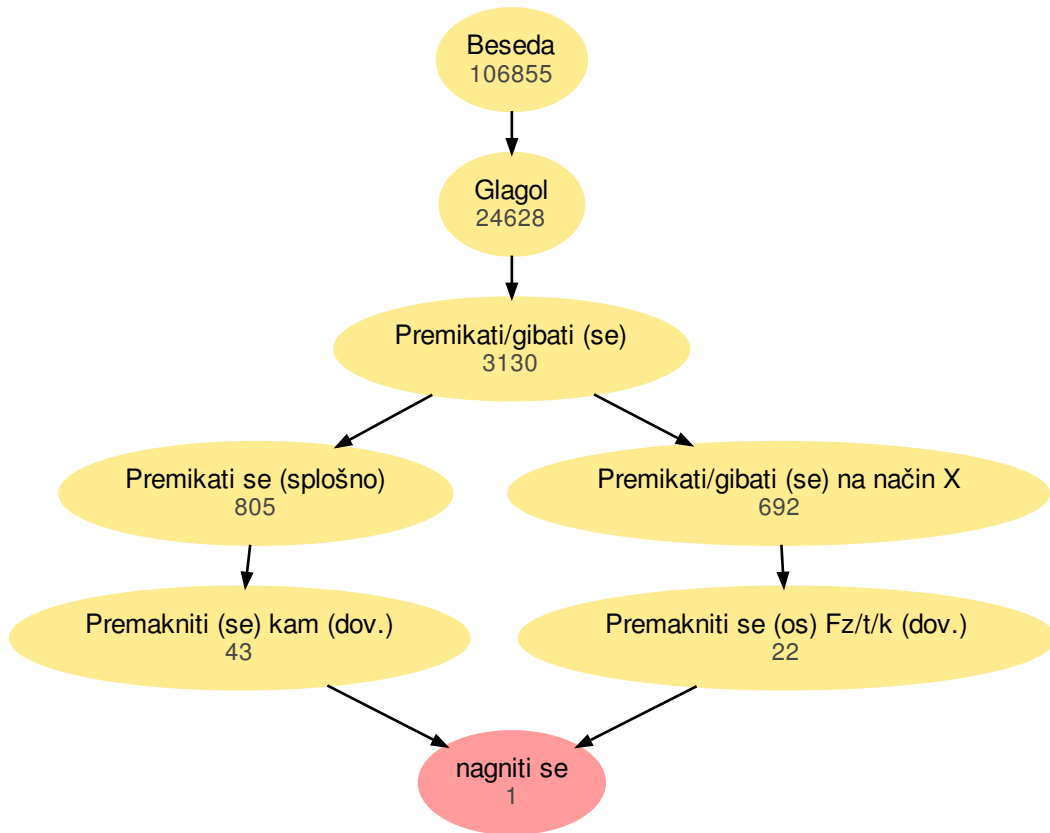 Beseda
106855
Glagol
24628
Premikati/gibati (se)
3130
Premikati se (splošno)
805
Premikati/gibati (se) na način X
692
Premakniti (se) kam (dov.)
43
Premakniti se (os) Fz/t/k (dov.)
22
nagniti se
1